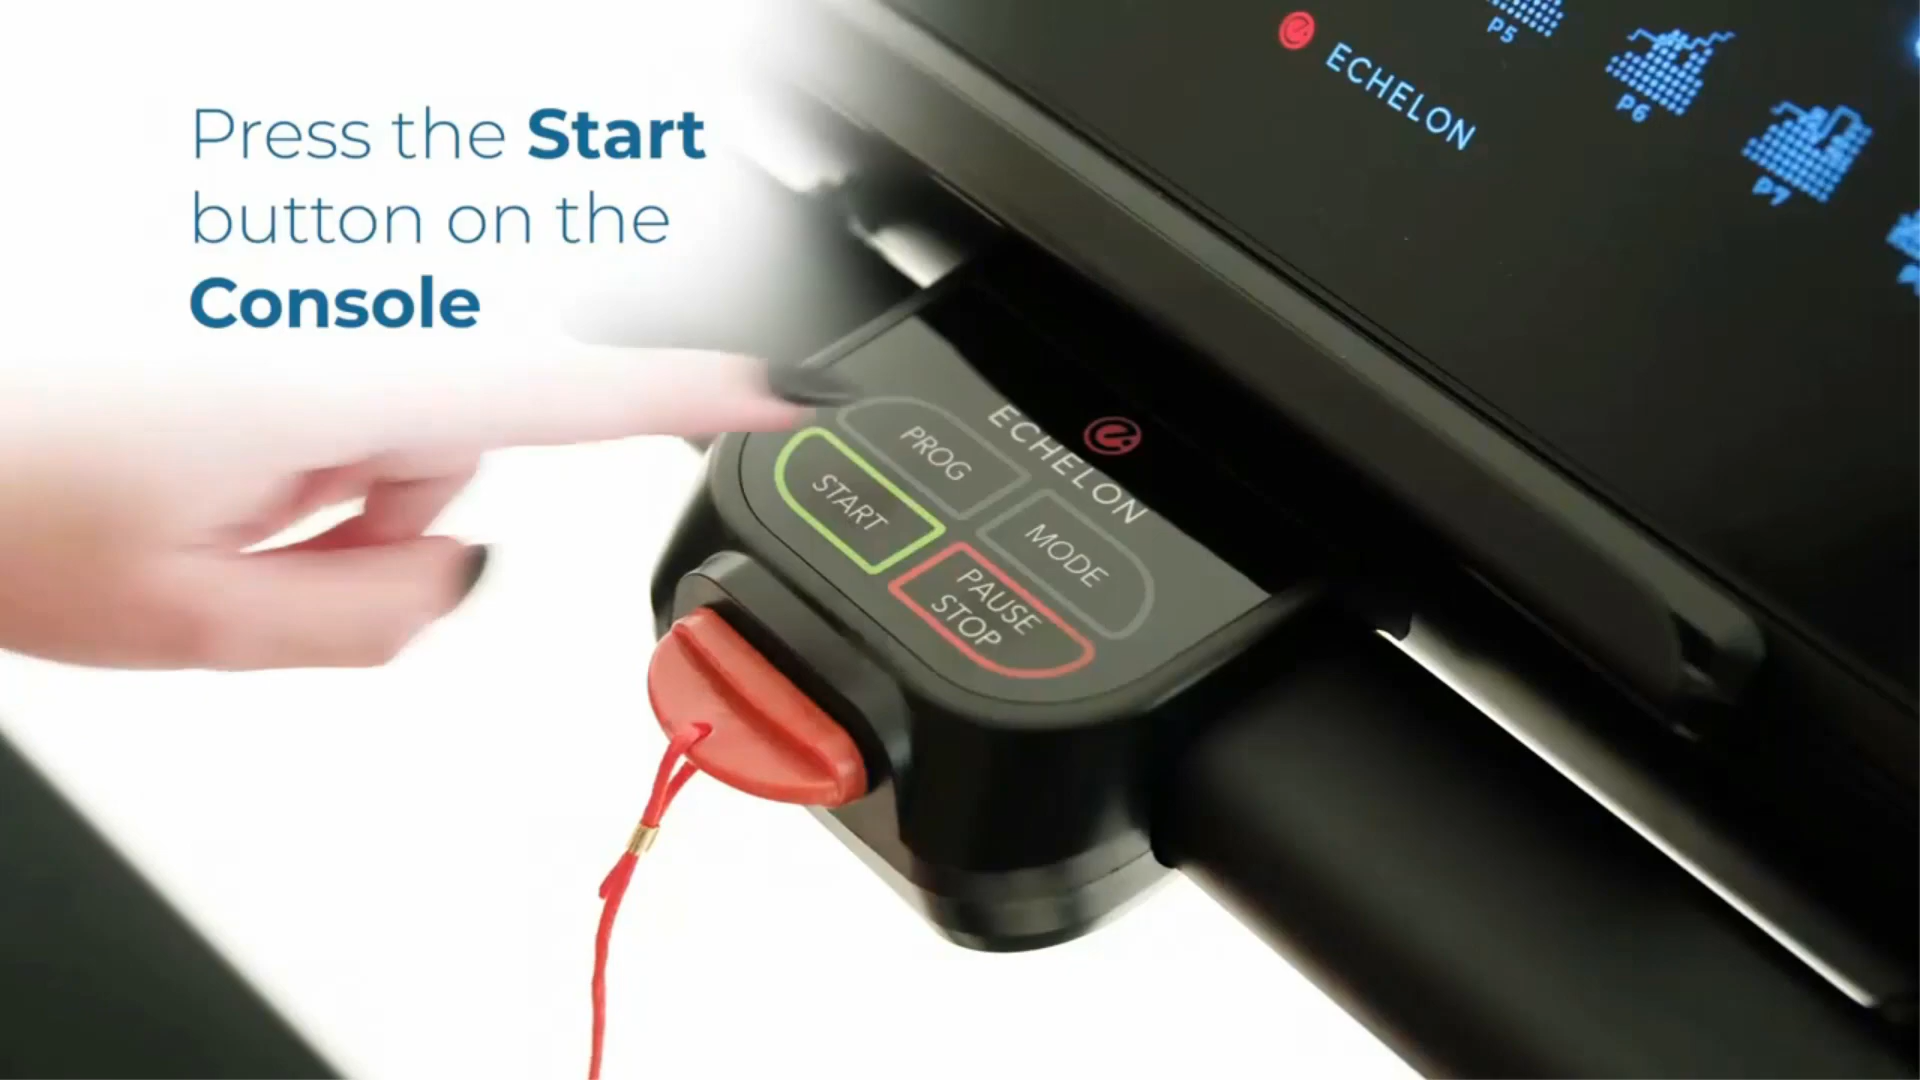 Press the Start
button on the
Console
ECHELON
P5
P6
P7
ECHELON
PROG
START
MODE
PAUSE
STOP